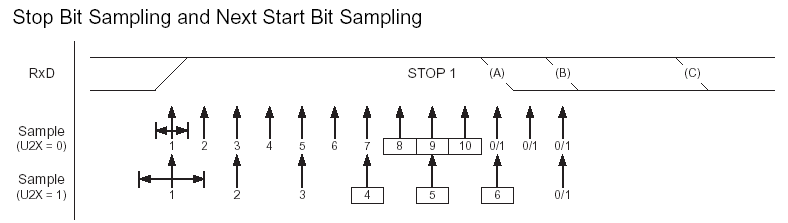 Stop Bit Sampling and Next Start Bit Sampling
RxD
STOP 1
(A)
(B)
(C)
Sample
(U2X = 0)
1 2 3 4 5 6 7 8 9 10 0/1 0/1 0/1
Sample
(U2X = 1)
1 2 3 4 5 6 0/1